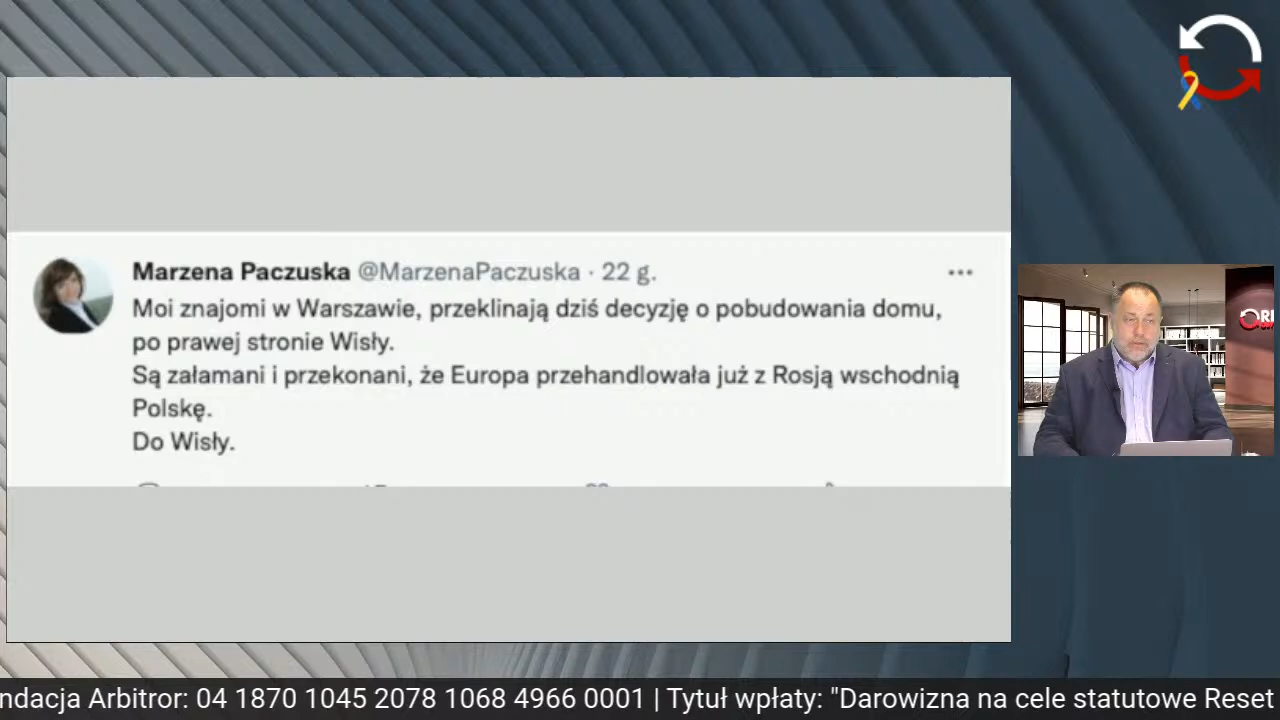 Marzena Paczuska @MarzenaPaczuska · 22 g.
Moi znajomi w Warszawie, przeklinają dziś decyzję o pobudowania domu,
po prawej stronie Wisły.
Są załamani i przekonani, że Europa przehandlowała już z Rosją wschodnią
Polskę.
Do Wisły.
ndacja Arbitror: 04 1870 1045 2078 1068 4966 0001 | Tytuł wpłaty: "Darowizna na cele statutowe Reset